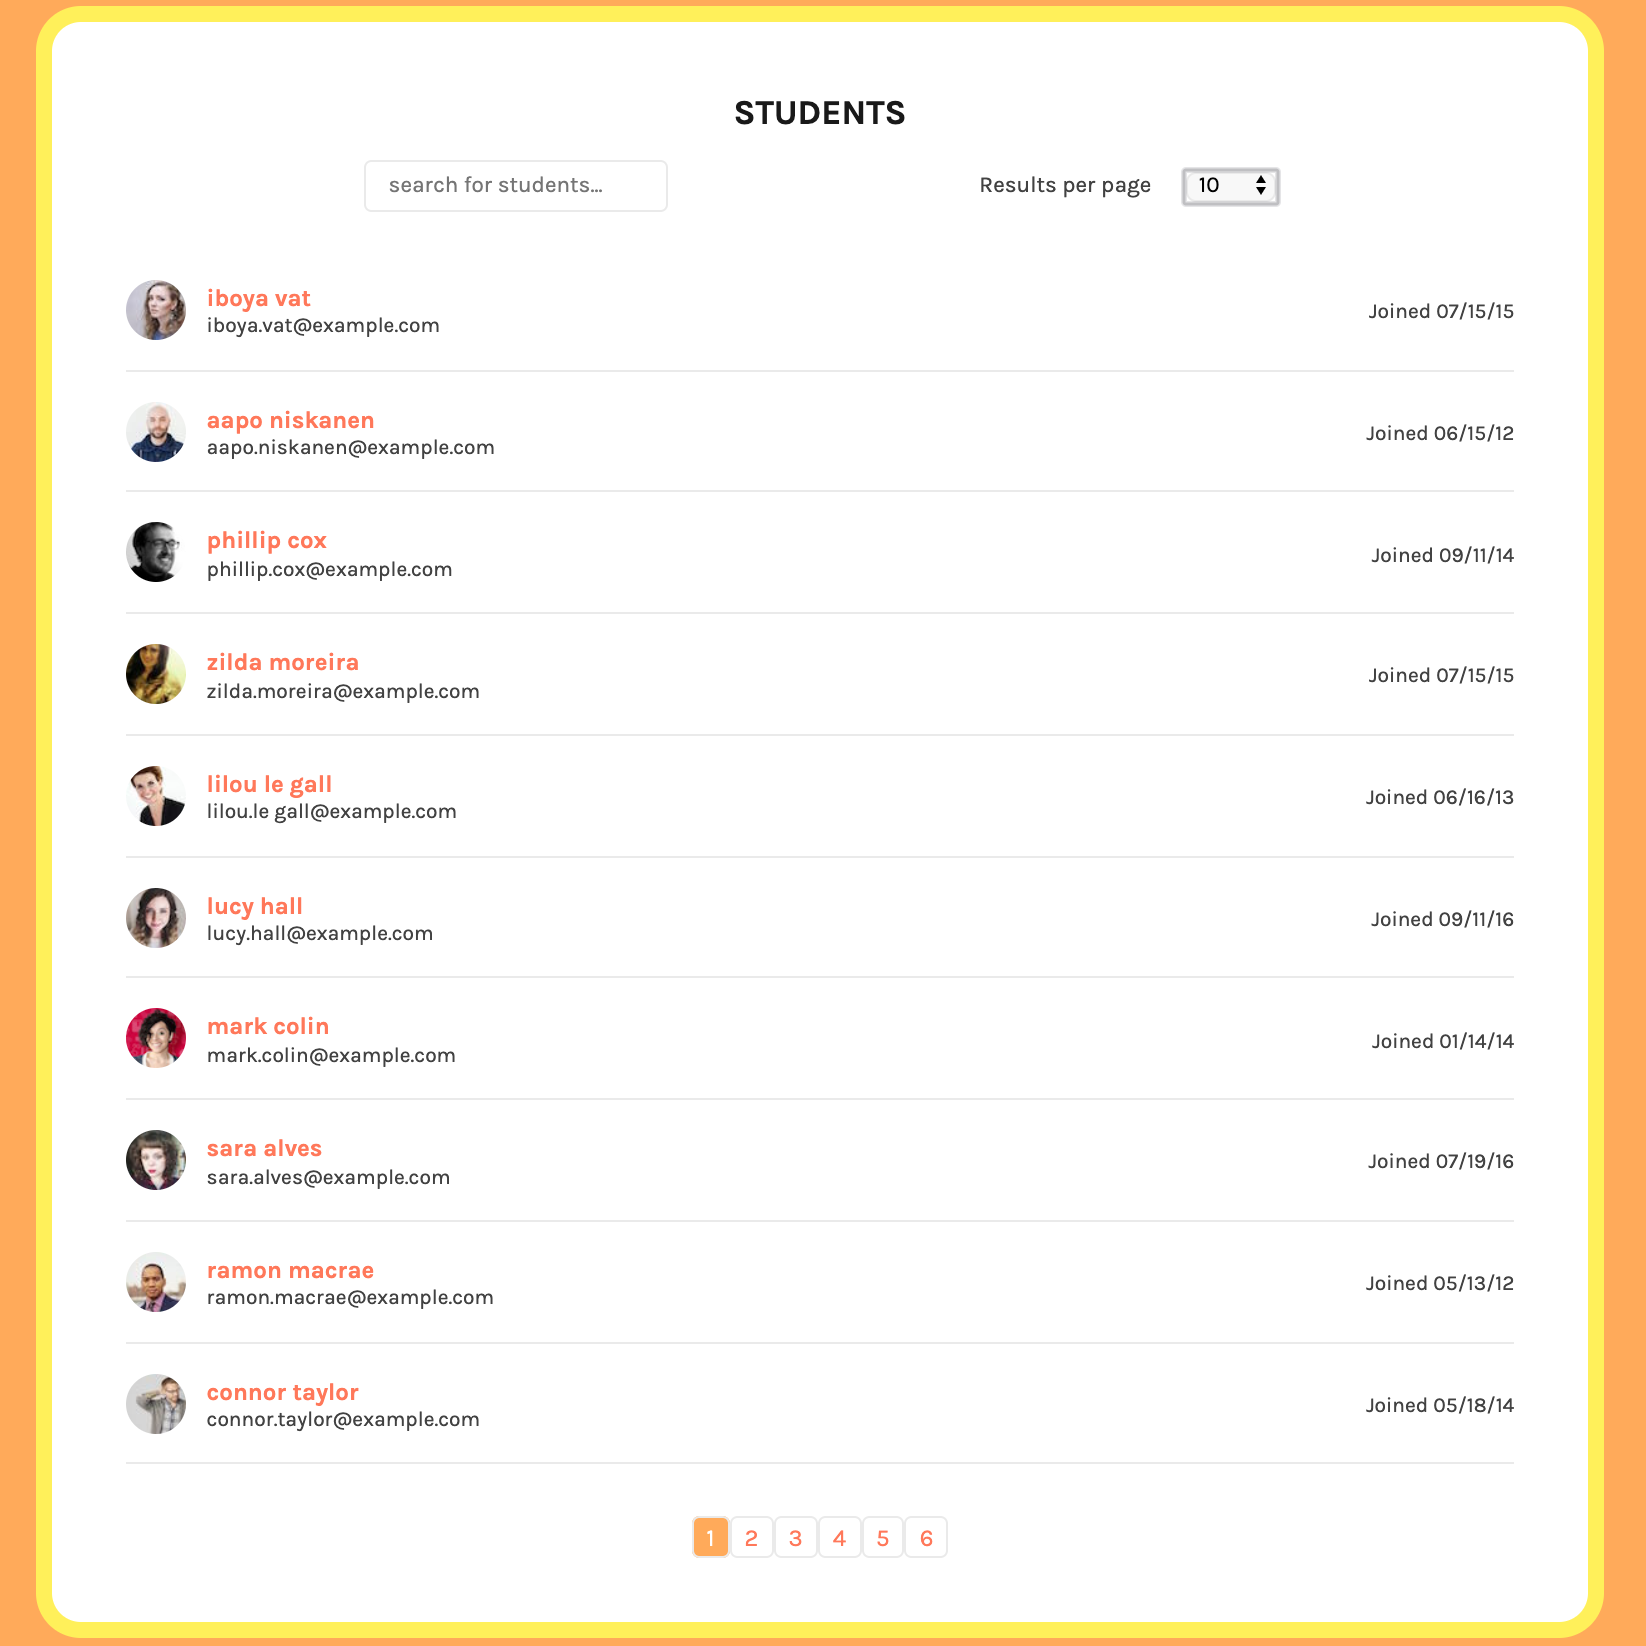 STUDENTS
search for students...
Results per page
10
iboya vat
iboya.vat@example.com
Joined 07/15/15
aapo niskanen
aapo.niskanen@example.com
Joined 06/15/12
phillip cox
phillip.cox@example.com
Joined 09/11/14
zilda moreira
zilda.moreira@example.com
Joined 07/15/15
lilou le gall
lilou.le gall@example.com
Joined 06/16/13
lucy hall
lucy.hall@example.com
Joined 09/11/16
mark colin
mark.colin@example.com
Joined 01/14/14
sara alves
sara.alves@example.com
Joined 07/19/16
ramon macrae
ramon.macrae@example.com
Joined 05/13/12
connor taylor
connor.taylor@example.com
Joined 05/18/14
1 2 3 4 5 6